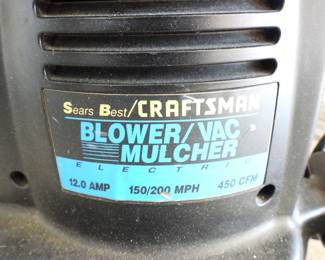 Sears Best/CRAFTSMAN
BLOWER/VAC
MULCHER
ELECTRIC
12.0 AMP 150/200 MPH 450 CFM